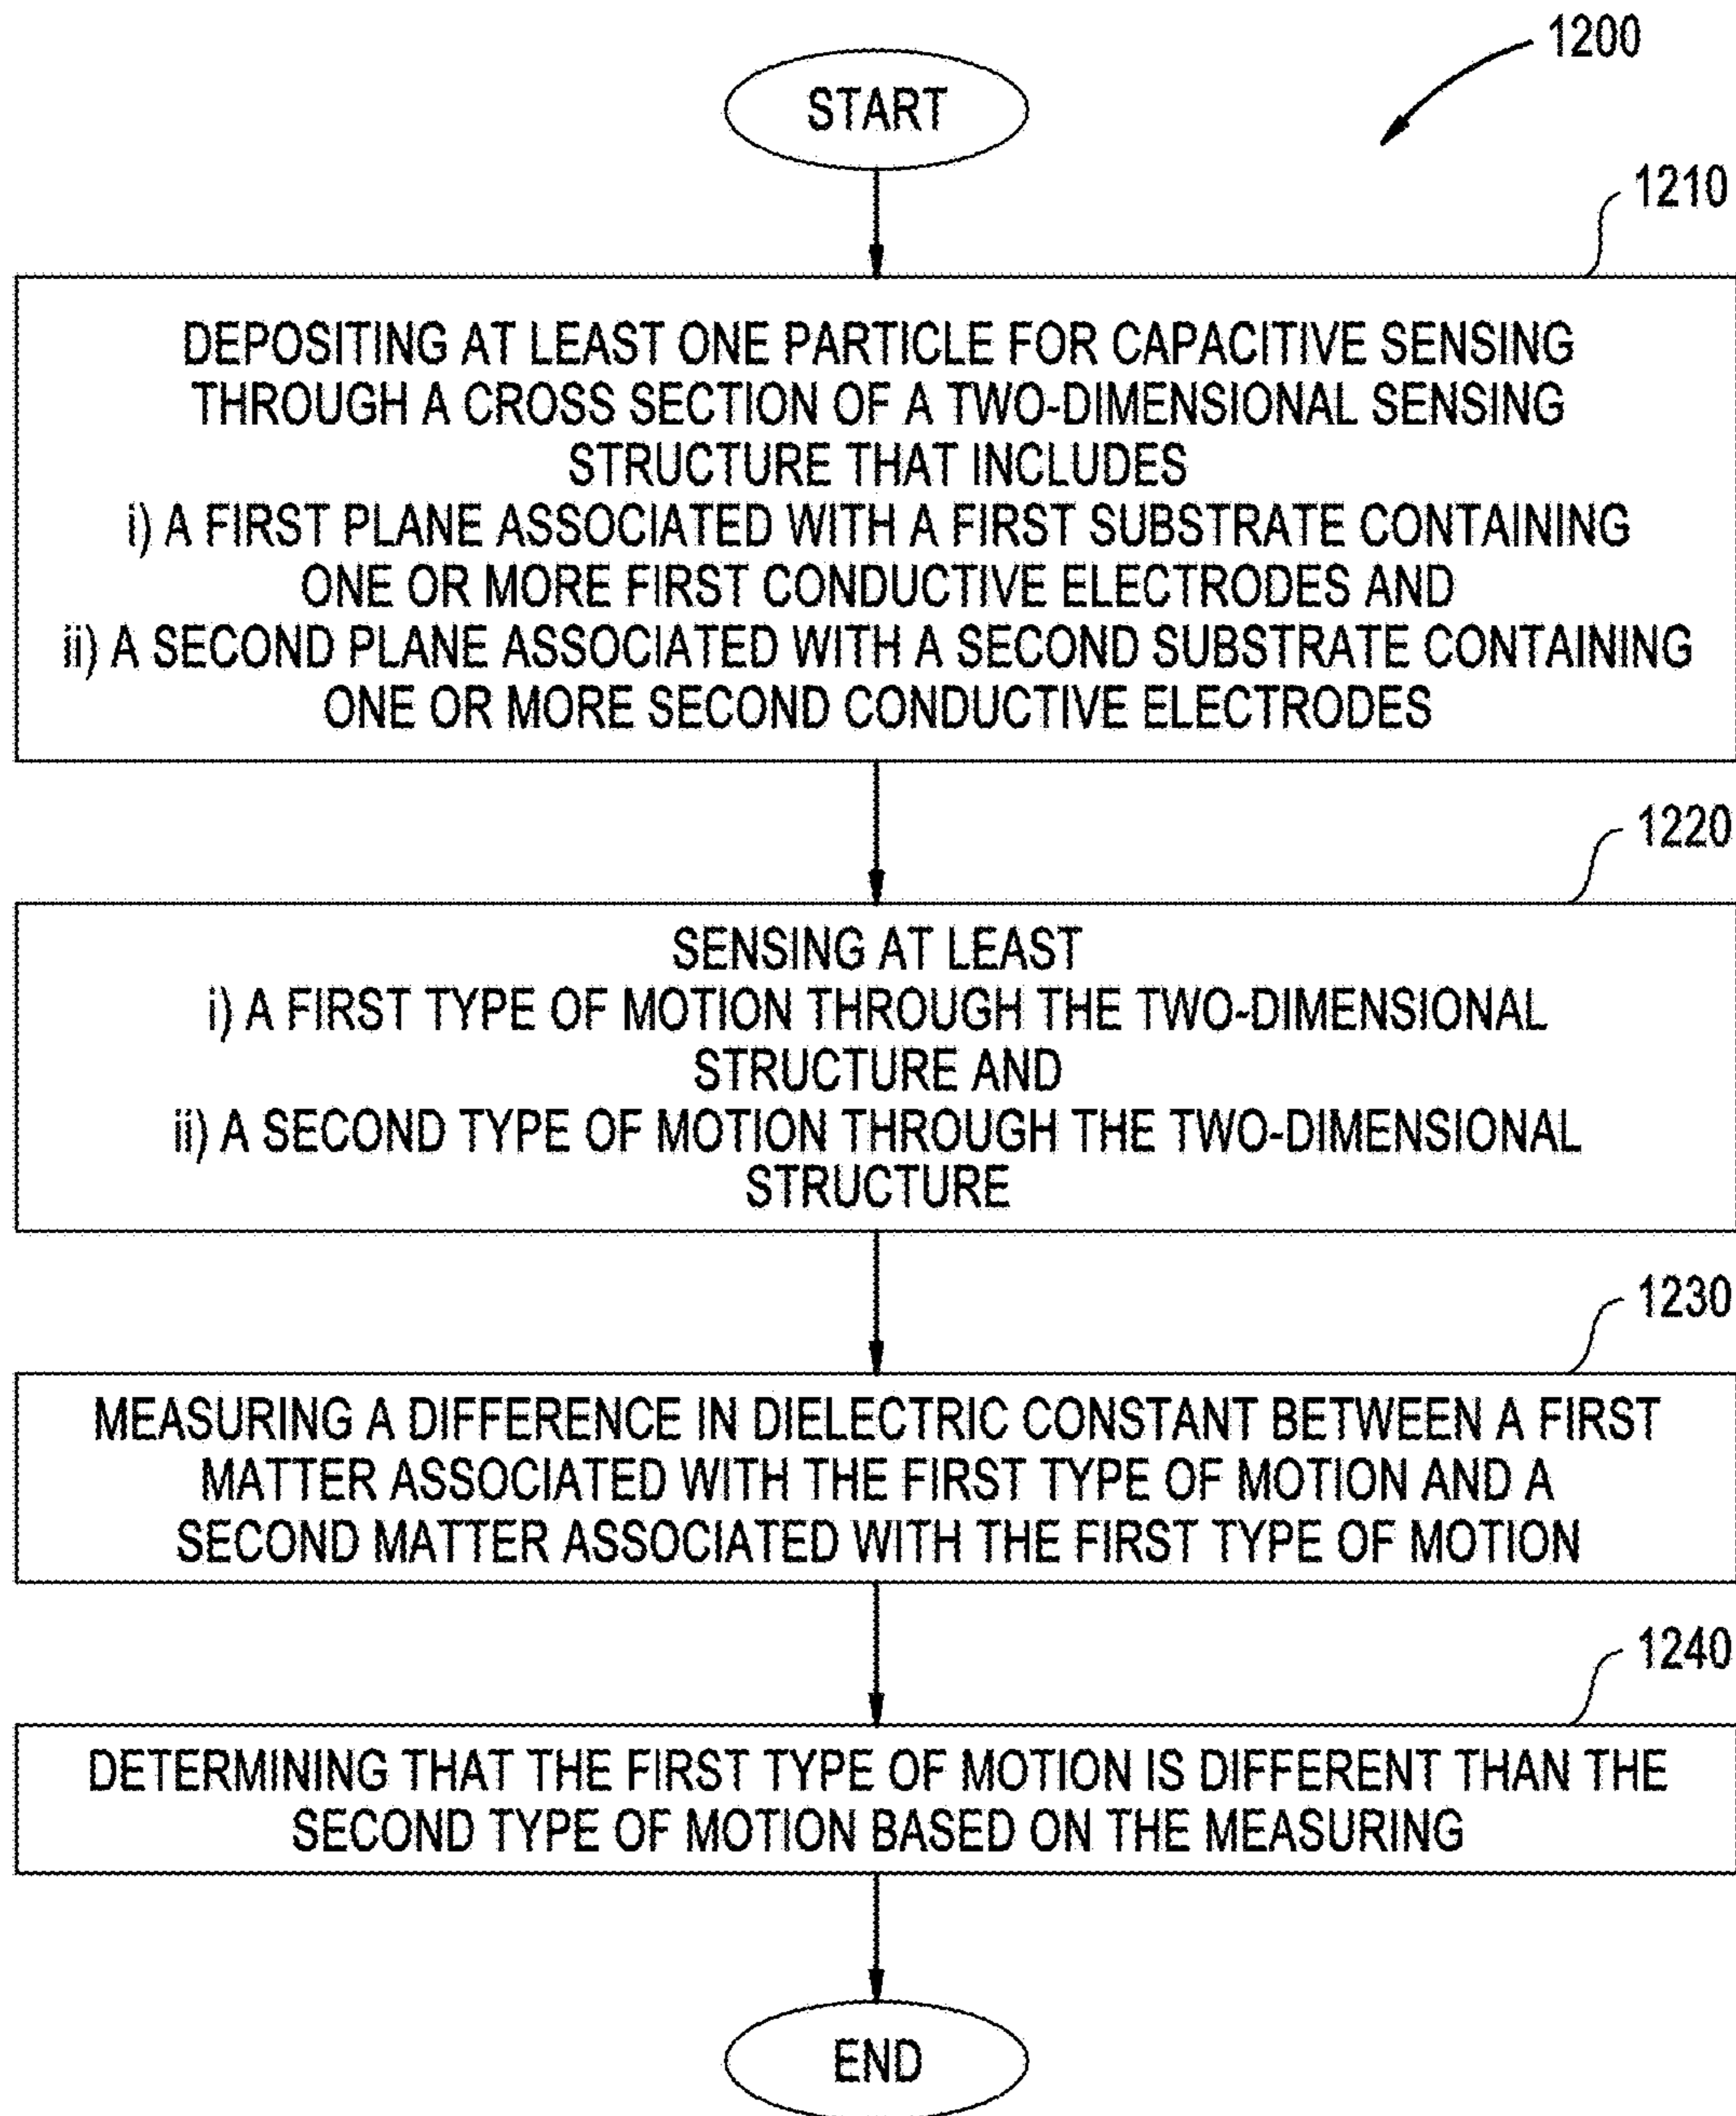 1200
START
1210
DEPOSITING AT LEAST ONE PARTICLE FOR CAPACITIVE SENSING
THROUGH A CROSS SECTION OF A TWO-DIMENSIONAL SENSING
STRUCTURE THAT INCLUDES
i) A FIRST PLANE ASSOCIATED WITH A FIRST SUBSTRATE CONTAINING
ONE OR MORE FIRST CONDUCTIVE ELECTRODES AND
ii) A SECOND PLANE ASSOCIATED WITH A SECOND SUBSTRATE CONTAINING
ONE OR MORE SECOND CONDUCTIVE ELECTRODES
1220
SENSING AT LEAST
i) A FIRST TYPE OF MOTION THROUGH THE TWO-DIMENSIONAL
STRUCTURE AND
ii) A SECOND TYPE OF MOTION THROUGH THE TWO-DIMENSIONAL
STRUCTURE
1230
MEASURING A DIFFERENCE IN DIELECTRIC CONSTANT BETWEEN A FIRST
MATTER ASSOCIATED WITH THE FIRST TYPE OF MOTION AND A
SECOND MATTER ASSOCIATED WITH THE FIRST TYPE OF MOTION
1240
DETERMINING THAT THE FIRST TYPE OF MOTION IS DIFFERENT THAN THE
SECOND TYPE OF MOTION BASED ON THE MEASURING
END